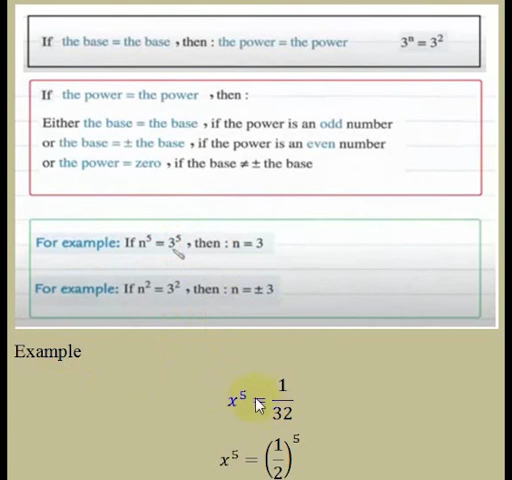 If the base = the base , then : the power = the power 3ⁿ = 3²
If the power = the power , then :
Either the base = the base , if the power is an odd number
or the base = ± the base , if the power is an even number
or the power = zero , if the base ≠ ± the base
For example: If n⁵ = 3⁵ , then : n = 3
For example: If n² = 3² , then : n = ± 3
Example
x⁵ = 1/32
x⁵ = (1/2)⁵